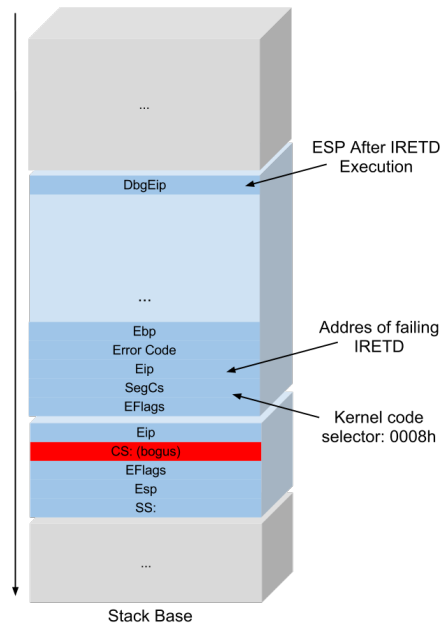 ...
ESP After IRETD
Execution
DbgEip
...
Ebp
Error Code
Eip
SegCs
EFlags
Addres of failing
IRETD
Kernel code
selector: 0008h
Eip
CS: (bogus)
EFlags
Esp
SS:
...
Stack Base